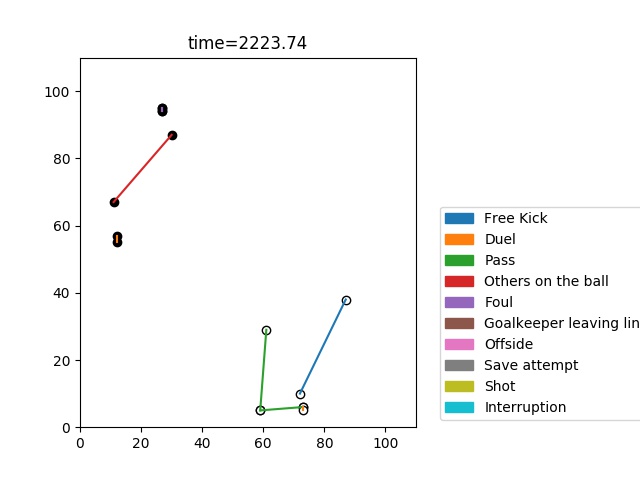 time=2223.74
100
80
60
40
20
0
0 20 40 60 80 100
Free Kick
Duel
Pass
Others on the ball
Foul
Goalkeeper leaving lin
Offside
Save attempt
Shot
Interruption